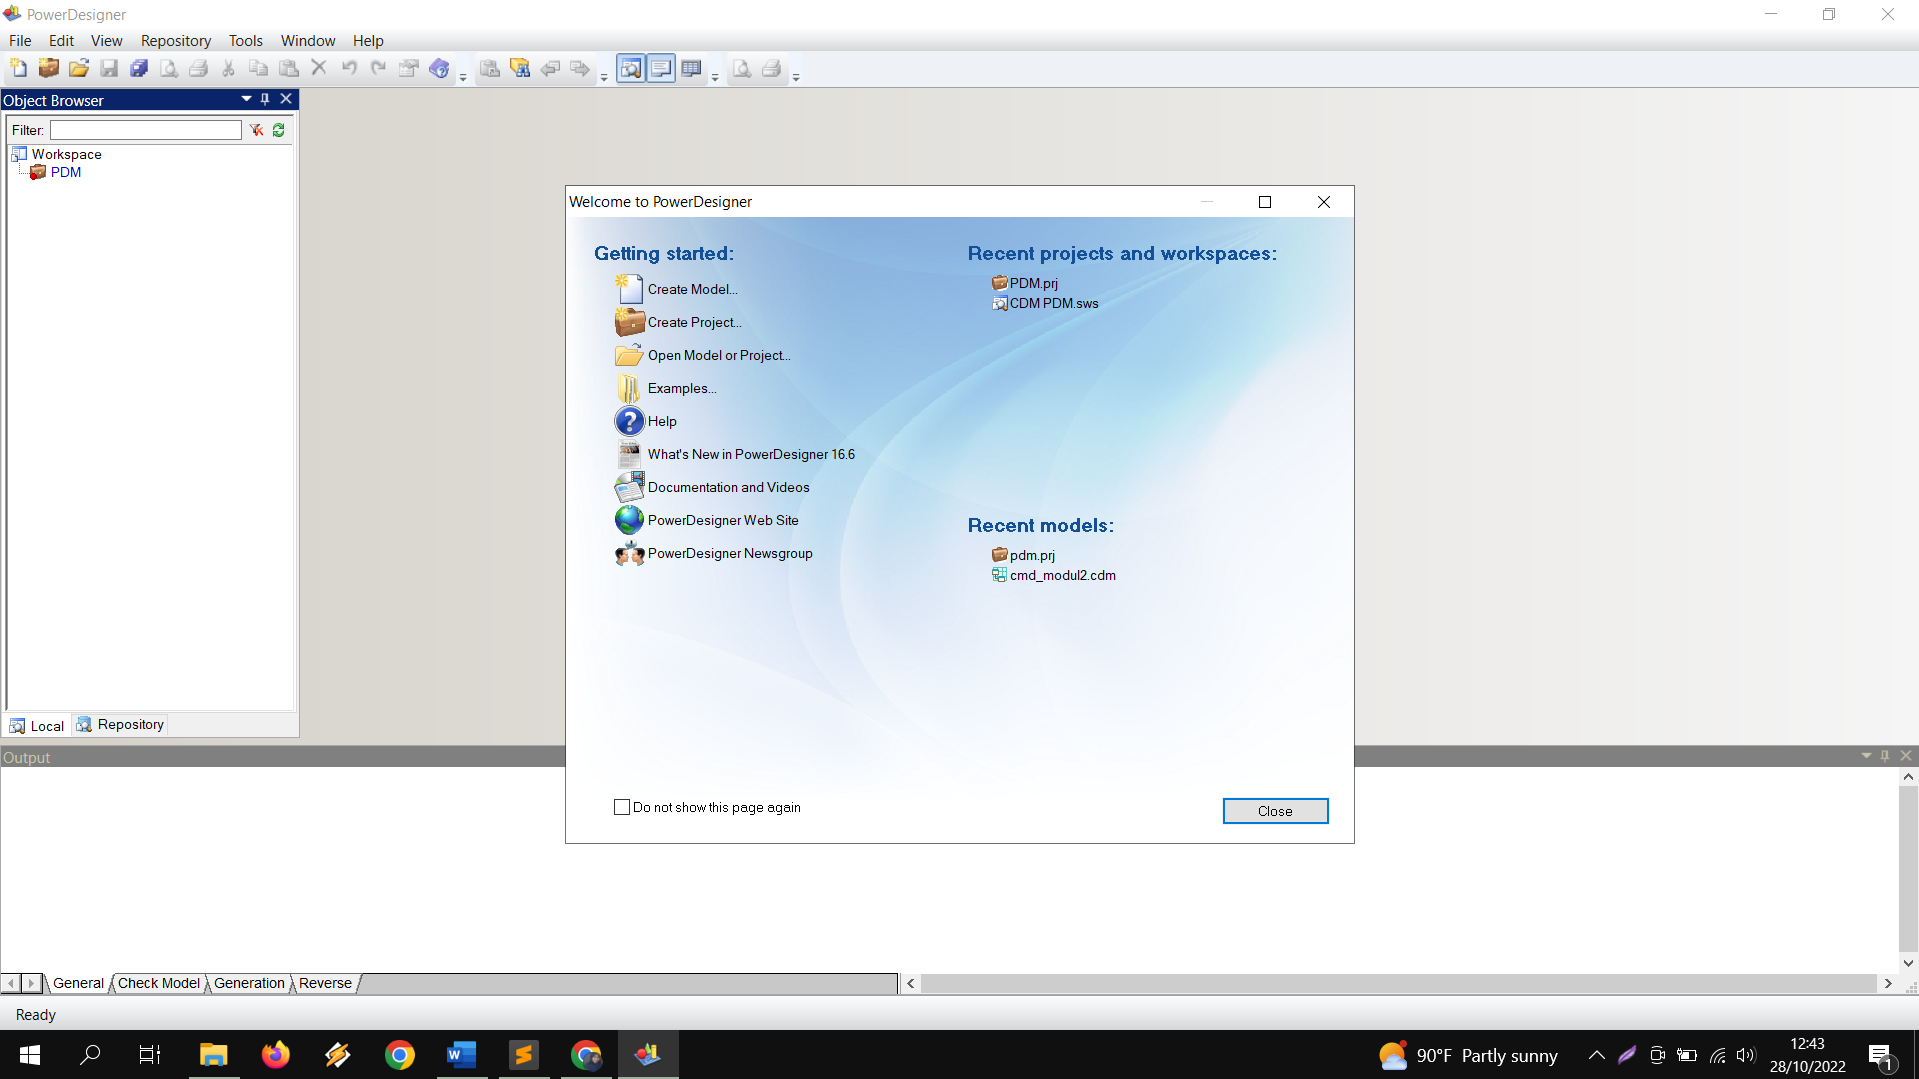 PowerDesigner
File Edit View Repository Tools Window Help
Object Browser
Filter:
Workspace
PDM
Local Repository
Welcome to PowerDesigner
Getting started:
Create Model...
Create Project...
Open Model or Project...
Examples...
Help
What's New in PowerDesigner 16.6
Documentation and Videos
PowerDesigner Web Site
PowerDesigner Newsgroup
Recent projects and workspaces:
PDM.prj
CDM PDM.sws
Recent models:
pdm.prj
cmd_modul2.cdm
Do not show this page again
Close
Output
General Check Model Generation Reverse
Ready
90°F Partly sunny
12:43
28/10/2022
1